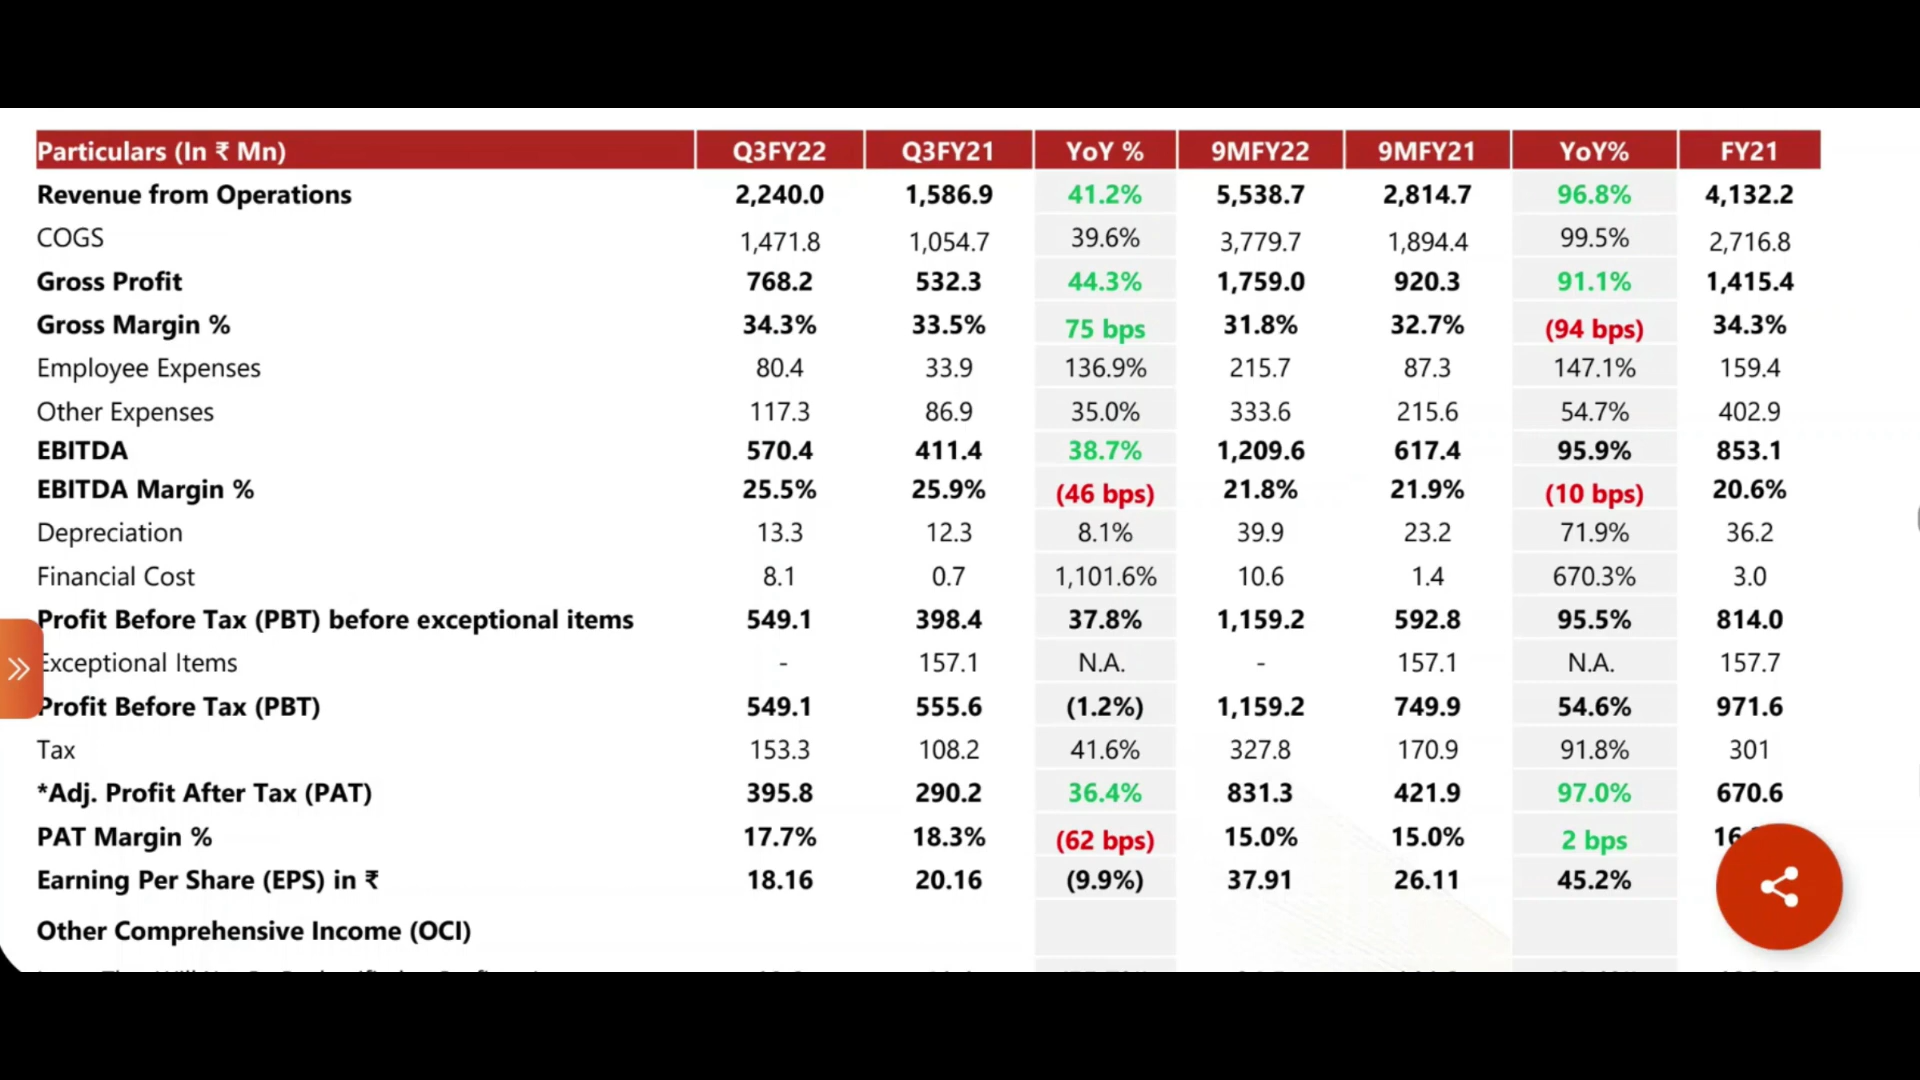 Particulars (In ₹ Mn) Q3FY22 Q3FY21 YoY % 9MFY22 9MFY21 YoY% FY21
Revenue from Operations 2,240.0 1,586.9 41.2% 5,538.7 2,814.7 96.8% 4,132.2
COGS 1,471.8 1,054.7 39.6% 3,779.7 1,894.4 99.5% 2,716.8
Gross Profit 768.2 532.3 44.3% 1,759.0 920.3 91.1% 1,415.4
Gross Margin % 34.3% 33.5% 75 bps 31.8% 32.7% (94 bps) 34.3%
Employee Expenses 80.4 33.9 136.9% 215.7 87.3 147.1% 159.4
Other Expenses 117.3 86.9 35.0% 333.6 215.6 54.7% 402.9
EBITDA 570.4 411.4 38.7% 1,209.6 617.4 95.9% 853.1
EBITDA Margin % 25.5% 25.9% (46 bps) 21.8% 21.9% (10 bps) 20.6%
Depreciation 13.3 12.3 8.1% 39.9 23.2 71.9% 36.2
Financial Cost 8.1 0.7 1,101.6% 10.6 1.4 670.3% 3.0
Profit Before Tax (PBT) before exceptional items 549.1 398.4 37.8% 1,159.2 592.8 95.5% 814.0
Exceptional Items - 157.1 N.A. - 157.1 N.A. 157.7
Profit Before Tax (PBT) 549.1 555.6 (1.2%) 1,159.2 749.9 54.6% 971.6
Tax 153.3 108.2 41.6% 327.8 170.9 91.8% 301
*Adj. Profit After Tax (PAT) 395.8 290.2 36.4% 831.3 421.9 97.0% 670.6
PAT Margin % 17.7% 18.3% (62 bps) 15.0% 15.0% 2 bps
Earning Per Share (EPS) in ₹ 18.16 20.16 (9.9%) 37.91 26.11 45.2%
Other Comprehensive Income (OCI)